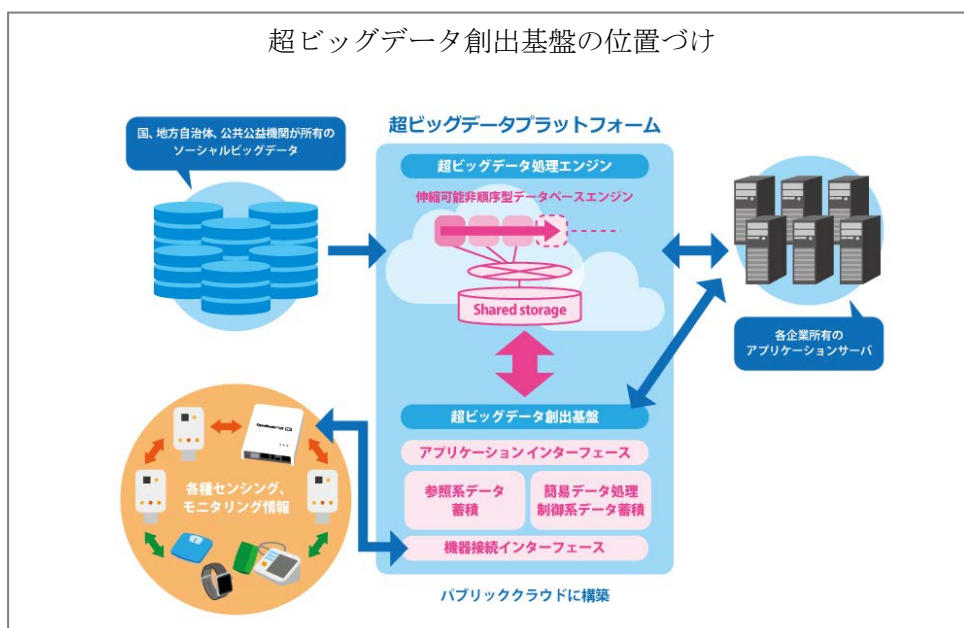 超ビッグデータ創出基盤の位置づけ
国、地方自治体、公共公益機関が所有の
ソーシャルビッグデータ
超ビッグデータプラットフォーム
超ビッグデータ処理エンジン
伸縮可能非順序型データベースエンジン
Shared storage
各企業所有の
アプリケーションサーバ
超ビッグデータ創出基盤
アプリケーションインターフェース
参照系データ
蓄積
簡易データ処理
制御系データ蓄積
機器接続インターフェース
各種センシング、
モニタリング情報
パブリッククラウドに構築